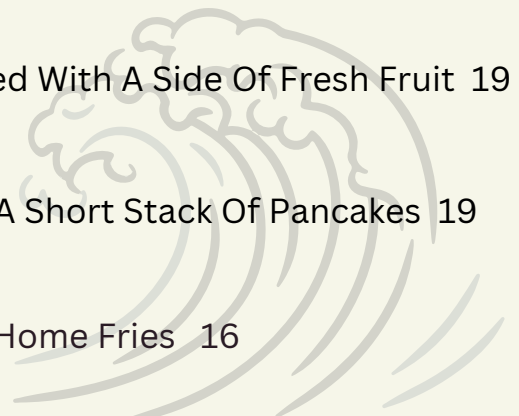 ed With A Side Of Fresh Fruit 19
A Short Stack Of Pancakes 19
Home Fries 16